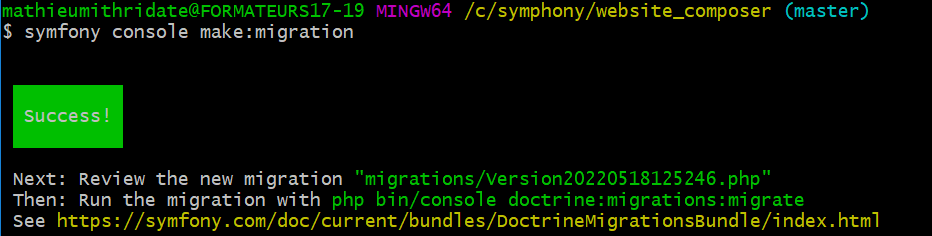 mathieumithridate@FORMATEURS17-19 MINGW64 /c/symphony/website_composer (master)
$ symfony console make:migration
Success!
Next: Review the new migration "migrations/Version20220518125246.php"
Then: Run the migration with php bin/console doctrine:migrations:migrate
See https://symfony.com/doc/current/bundles/DoctrineMigrationsBundle/index.html